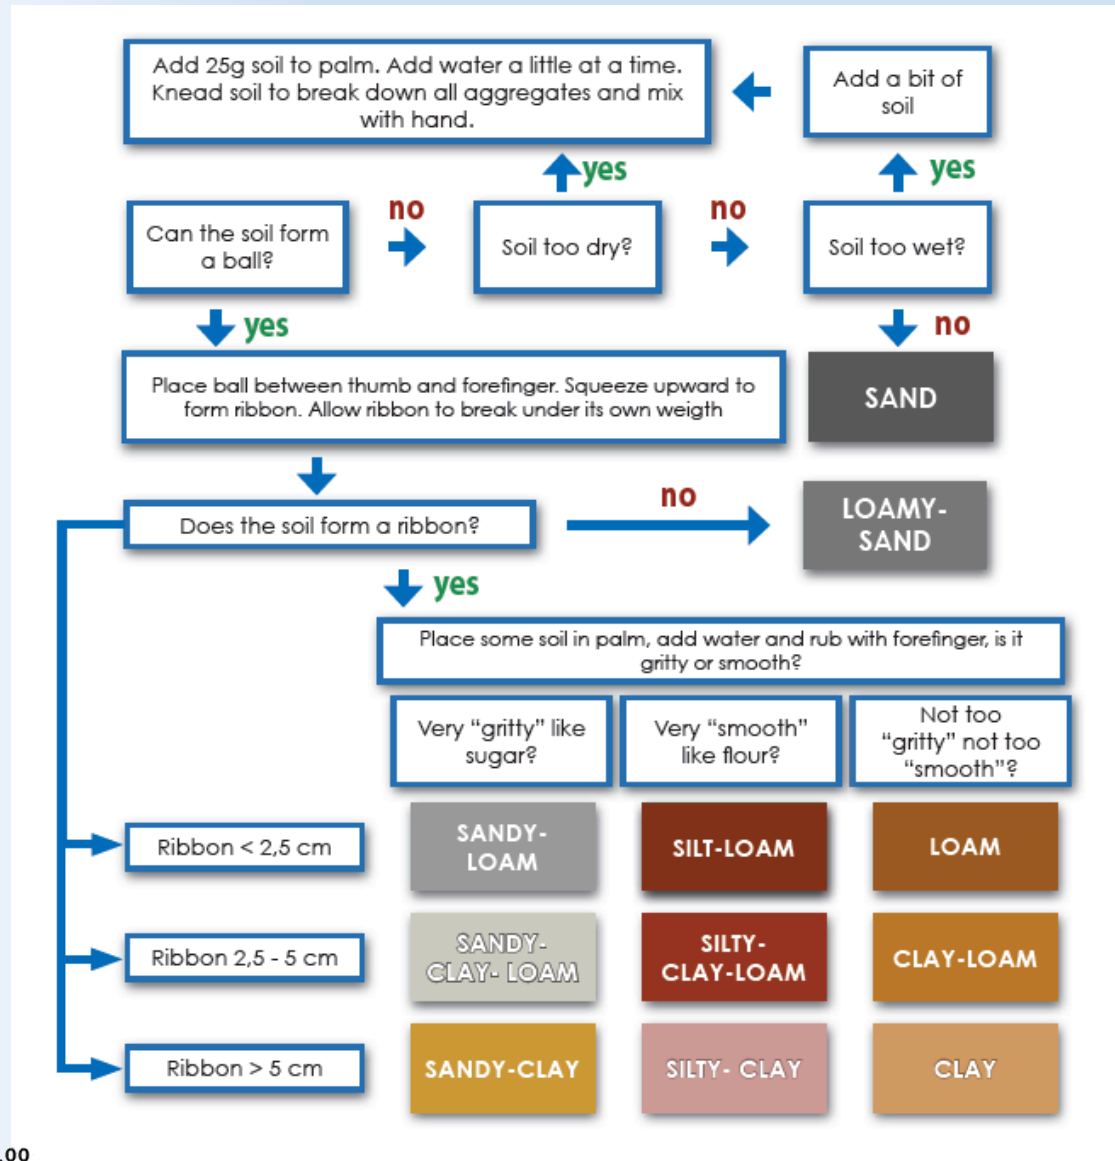 Add 25g soil to palm. Add water a little at a time.
Knead soil to break down all aggregates and mix
with hand.
Add a bit of
soil
yes
yes
Can the soil form
a ball?
no
Soil too dry?
no
Soil too wet?
yes
no
Place ball between thumb and forefinger. Squeeze upward to
form ribbon. Allow ribbon to break under its own weigth
SAND
Does the soil form a ribbon?
no
LOAMY-
SAND
yes
Place some soil in palm, add water and rub with forefinger, is it
gritty or smooth?
Very “gritty” like
sugar?
Very “smooth”
like flour?
Not too
“gritty” not too
“smooth”?
Ribbon < 2,5 cm
SANDY-
LOAM
SILT-LOAM
LOAM
Ribbon 2,5 - 5 cm
SANDY-
CLAY- LOAM
SILTY-
CLAY-LOAM
CLAY-LOAM
Ribbon > 5 cm
SANDY-CLAY
SILTY- CLAY
CLAY
.00